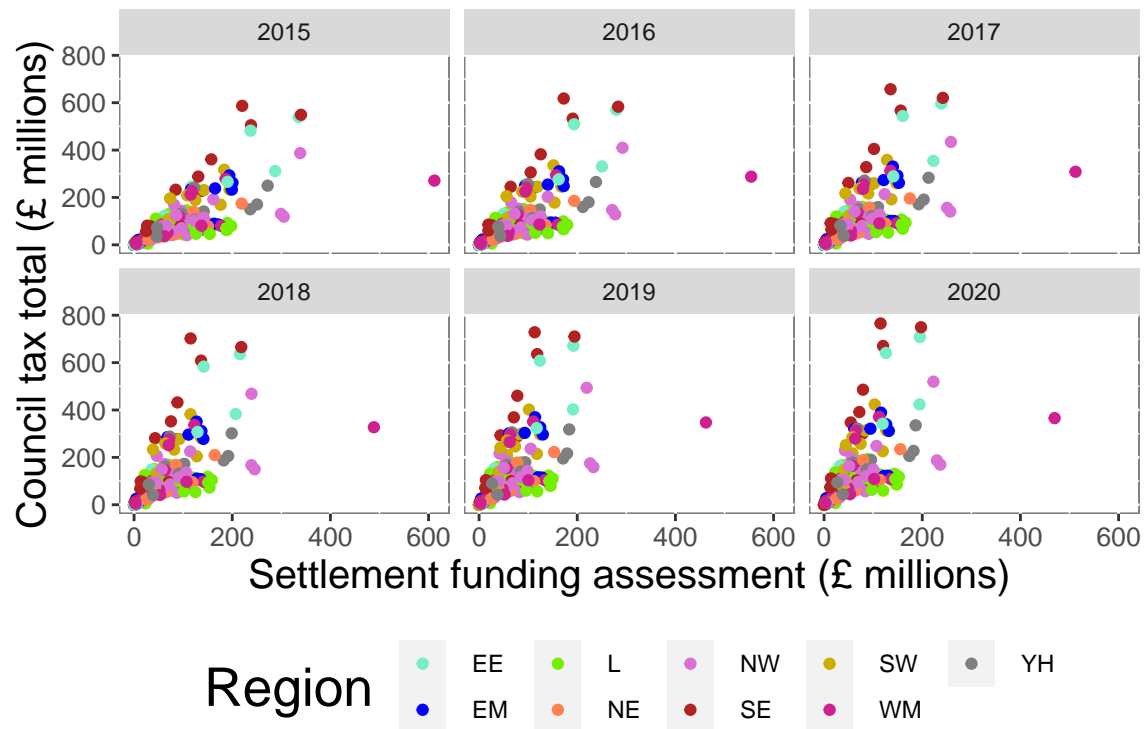 2015 2016 2017
800
600
400
200
0
2018 2019 2020
800
600
400
200
0
0 200 400 600 0 200 400 600 0 200 400 600
Council tax total (£ millions)
Settlement funding assessment (£ millions)
Region
EE L NW SW YH
EM NE SE WM